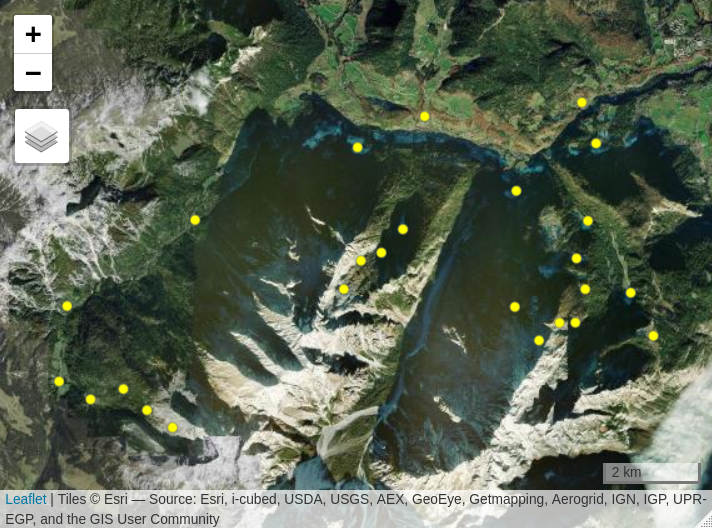 +
−
2 km
Leaflet | Tiles © Esri — Source: Esri, i-cubed, USDA, USGS, AEX, GeoEye, Getmapping, Aerogrid, IGN, IGP, UPR-
EGP, and the GIS User Community